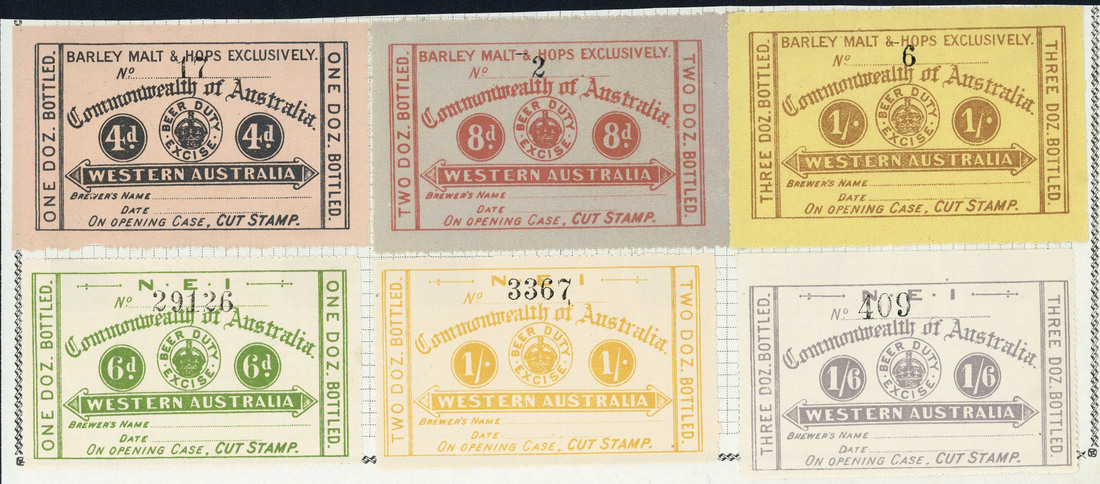 ONE DOZ. BOTTLED.
BARLEY MALT & HOPS EXCLUSIVELY.
No 17
Commonwealth of Australia.
4d BEER DUTY EXCISE 4d
WESTERN AUSTRALIA
BREWER'S NAME
DATE
ON OPENING CASE, CUT STAMP.
ONE DOZ. BOTTLED.
TWO DOZ. BOTTLED.
BARLEY MALT & HOPS EXCLUSIVELY.
No 2
Commonwealth of Australia.
8d BEER DUTY EXCISE 8d
WESTERN AUSTRALIA
BREWER'S NAME
DATE
ON OPENING CASE, CUT STAMP.
TWO DOZ. BOTTLED.
THREE DOZ. BOTTLED.
BARLEY MALT & HOPS EXCLUSIVELY.
No 6
Commonwealth of Australia.
1/- BEER DUTY EXCISE 1/-
WESTERN AUSTRALIA
BREWER'S NAME
DATE
ON OPENING CASE, CUT STAMP.
THREE DOZ. BOTTLED.
ONE DOZ. BOTTLED.
N·E·I
No 29126
Commonwealth of Australia.
6d BEER DUTY EXCISE 6d
WESTERN AUSTRALIA
BREWER'S NAME
DATE
ON OPENING CASE, CUT STAMP.
ONE DOZ. BOTTLED.
TWO DOZ. BOTTLED.
N·E·I
No 3367
Commonwealth of Australia.
1/- BEER DUTY EXCISE 1/-
WESTERN AUSTRALIA
BREWER'S NAME
DATE
ON OPENING CASE, CUT STAMP.
TWO DOZ. BOTTLED.
THREE DOZ. BOTTLED.
N·E·I
No 409
Commonwealth of Australia.
1/6 BEER DUTY EXCISE 1/6
WESTERN AUSTRALIA
BREWER'S NAME
DATE
ON OPENING CASE, CUT STAMP.
THREE DOZ. BOTTLED.